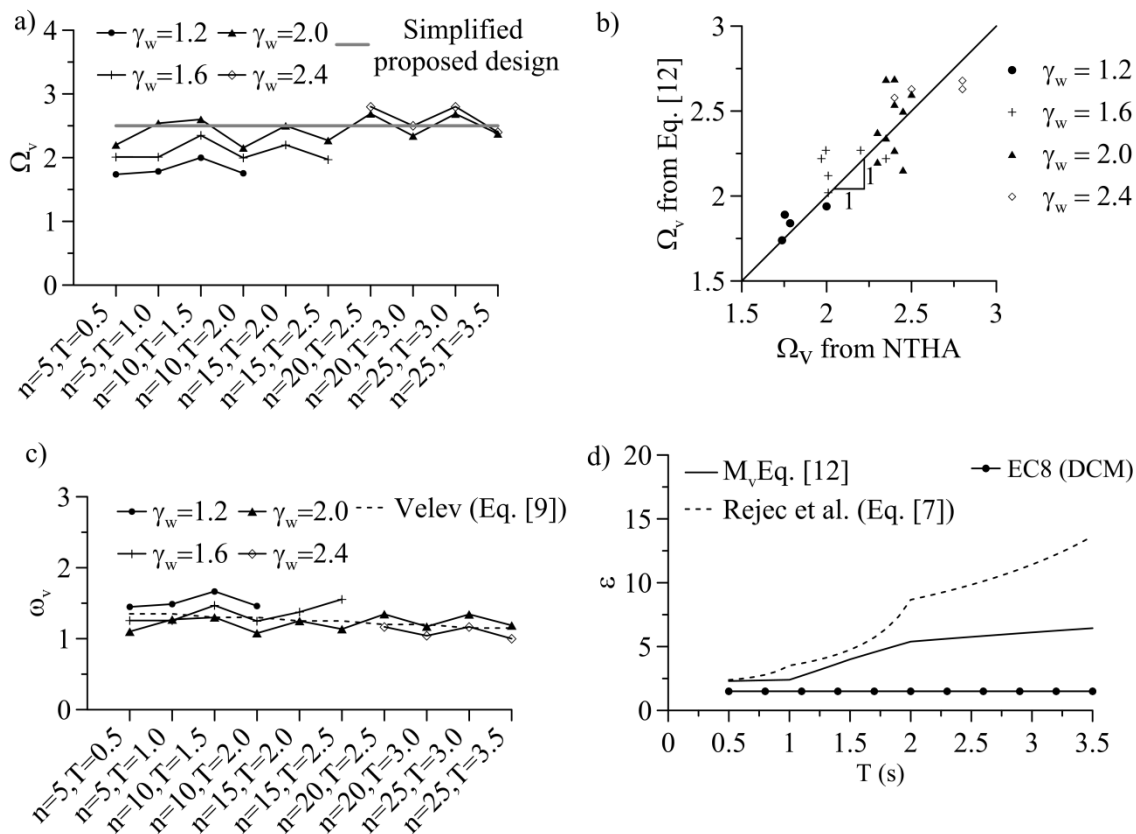 a)
γw=1.2
γw=2.0
γw=1.6
γw=2.4
Simplified
proposed design
Ωv
4
3
2
1
0
n=5,T=0.5
n=5,T=1.0
n=10,T=1.5
n=10,T=2.0
n=15,T=2.0
n=15,T=2.5
n=20,T=2.5
n=20,T=3.0
n=25,T=3.0
n=25,T=3.5
b)
Ωv from Eq. [12]
3
2.5
2
1.5
1
1
1.5
2
2.5
3
Ωv from NTHA
γw = 1.2
γw = 1.6
γw = 2.0
γw = 2.4
c)
γw=1.2
γw=2.0
Velev (Eq. [9])
γw=1.6
γw=2.4
ωv
3
2
1
0
n=5,T=0.5
n=5,T=1.0
n=10,T=1.5
n=10,T=2.0
n=15,T=2.0
n=15,T=2.5
n=20,T=2.5
n=20,T=3.0
n=25,T=3.0
n=25,T=3.5
d)
MvEq. [12]
EC8 (DCM)
Rejec et al. (Eq. [7])
ε
20
15
10
5
0
0
0.5
1
1.5
2
2.5
3
3.5
T (s)